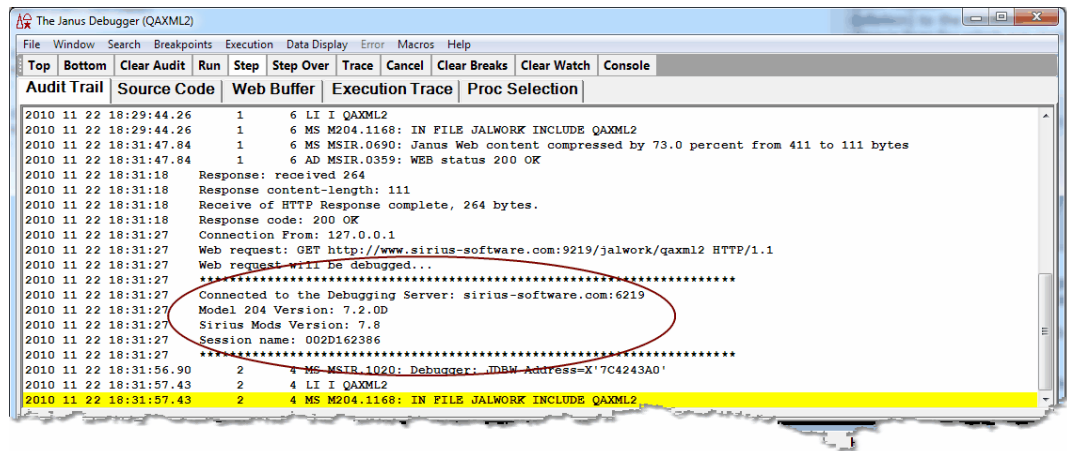 The Janus Debugger (QAXML2)
File Window Search Breakpoints Execution Data Display Error Macros Help
Top Bottom Clear Audit Run Step Step Over Trace Cancel Clear Breaks Clear Watch Console
Audit Trail Source Code Web Buffer Execution Trace Proc Selection
2010 11 22 18:29:44.26 1 6 LI I QAXML2
2010 11 22 18:29:44.26 1 6 MS M204.1168: IN FILE JALWORK INCLUDE QAXML2
2010 11 22 18:31:47.84 1 6 MS MSIR.0690: Janus Web content compressed by 73.0 percent from 411 to 111 bytes
2010 11 22 18:31:47.84 1 6 AD MSIR.0359: WEB status 200 OK
2010 11 22 18:31:18 Response: received 264
2010 11 22 18:31:18 Response content-length: 111
2010 11 22 18:31:18 Receive of HTTP Response complete, 264 bytes.
2010 11 22 18:31:18 Response code: 200 OK
2010 11 22 18:31:27 Connection From: 127.0.0.1
2010 11 22 18:31:27 Web request: GET http://www.sirius-software.com:9219/jalwork/qaxml2 HTTP/1.1
2010 11 22 18:31:27 Web request will be debugged...
2010 11 22 18:31:27 ************************************************************************
2010 11 22 18:31:27 Connected to the Debugging Server: sirius-software.com:6219
2010 11 22 18:31:27 Model 204 Version: 7.2.0D
2010 11 22 18:31:27 Sirius Mods Version: 7.8
2010 11 22 18:31:27 Session name: 002D162386
2010 11 22 18:31:27 ************************************************************************
2010 11 22 18:31:56.90 2 4 MS MSIR.1020: Debugger: JDBW Address=X'7C4243A0'
2010 11 22 18:31:57.43 2 4 LI I QAXML2
2010 11 22 18:31:57.43 2 4 MS M204.1168: IN FILE JALWORK INCLUDE QAXML2